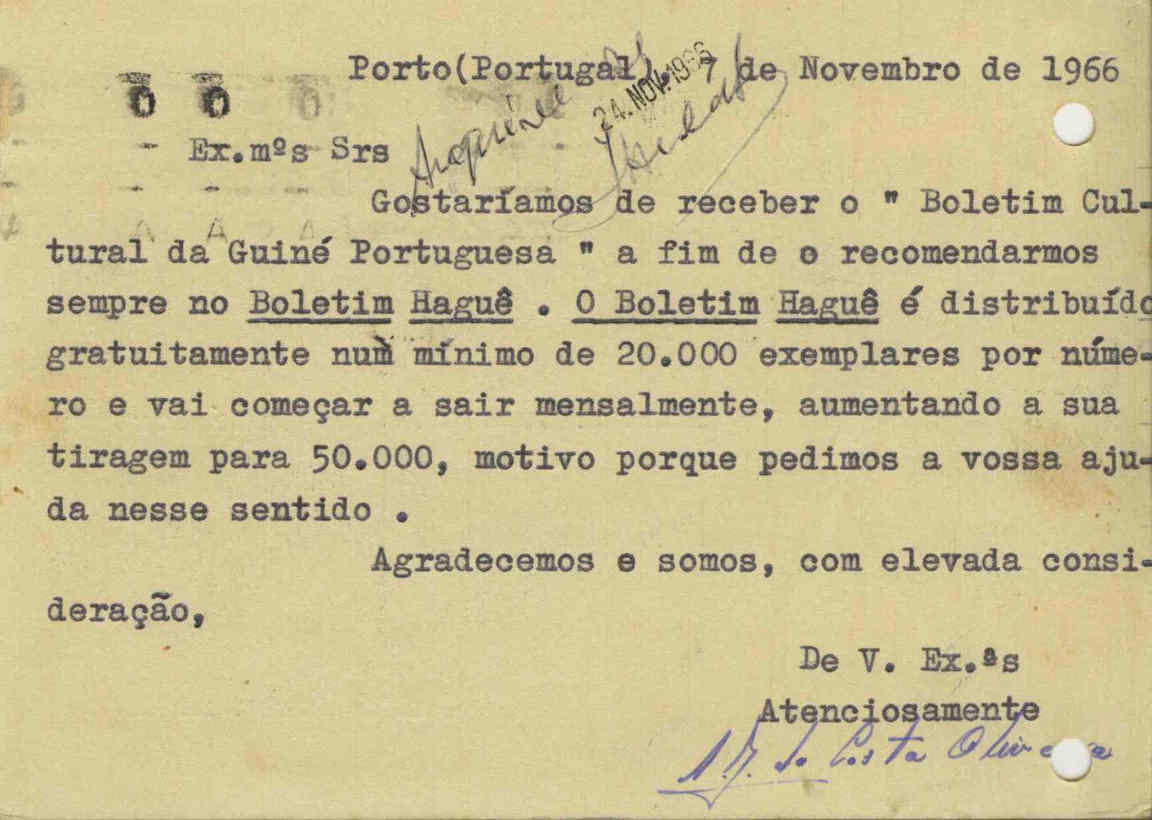 Porto(Portugal), 7 de Novembro de 1966
24.NOV.1966
Ex.mºs Srs
Gostaríamos de receber o " Boletim Cul-
tural da Guiné Portuguesa " a fim de o recomendarmos
sempre no Boletim Haguê . O Boletim Haguê é distribuído
gratuitamente num mínimo de 20.000 exemplares por núme-
ro e vai começar a sair mensalmente, aumentando a sua
tiragem para 50.000, motivo porque pedimos a vossa aju-
da nesse sentido .
Agradecemos e somos, com elevada consi-
deração,
De V. Ex.ªs
Atenciosamente
Costa Oliveira